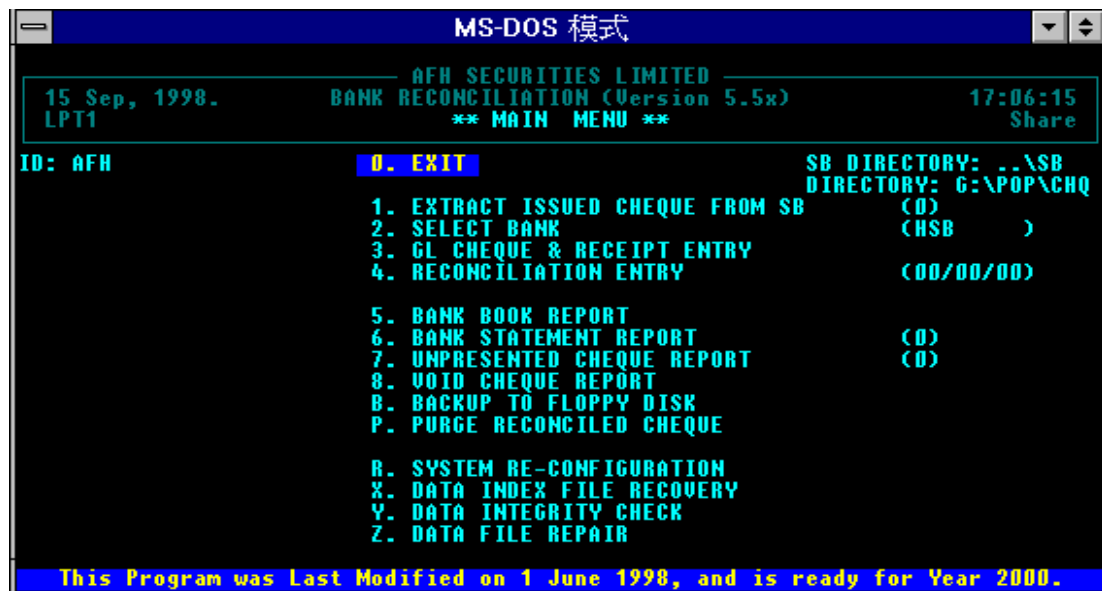 MS-DOS 模式
AFH SECURITIES LIMITED
15 Sep, 1998. BANK RECONCILIATION (Version 5.5x) 17:06:15
LPT1 ** MAIN MENU ** Share
ID: AFH 0. EXIT SB DIRECTORY: ..\SB
DIRECTORY: G:\POP\CHQ
1. EXTRACT ISSUED CHEQUE FROM SB (0)
2. SELECT BANK (HSB )
3. GL CHEQUE & RECEIPT ENTRY
4. RECONCILIATION ENTRY (00/00/00)
5. BANK BOOK REPORT
6. BANK STATEMENT REPORT (0)
7. UNPRESENTED CHEQUE REPORT (0)
8. VOID CHEQUE REPORT
B. BACKUP TO FLOPPY DISK
P. PURGE RECONCILED CHEQUE
R. SYSTEM RE-CONFIGURATION
X. DATA INDEX FILE RECOVERY
Y. DATA INTEGRITY CHECK
Z. DATA FILE REPAIR
This Program was Last Modified on 1 June 1998, and is ready for Year 2000.